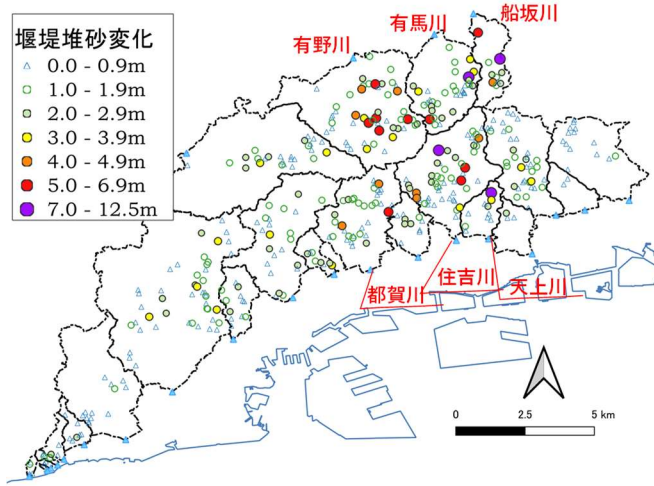 堰堤堆砂変化
0.0 - 0.9m
1.0 - 1.9m
2.0 - 2.9m
3.0 - 3.9m
4.0 - 4.9m
5.0 - 6.9m
7.0 - 12.5m
船坂川
有馬川
有野川
都賀川
住吉川
天上川
0 2.5 5 km